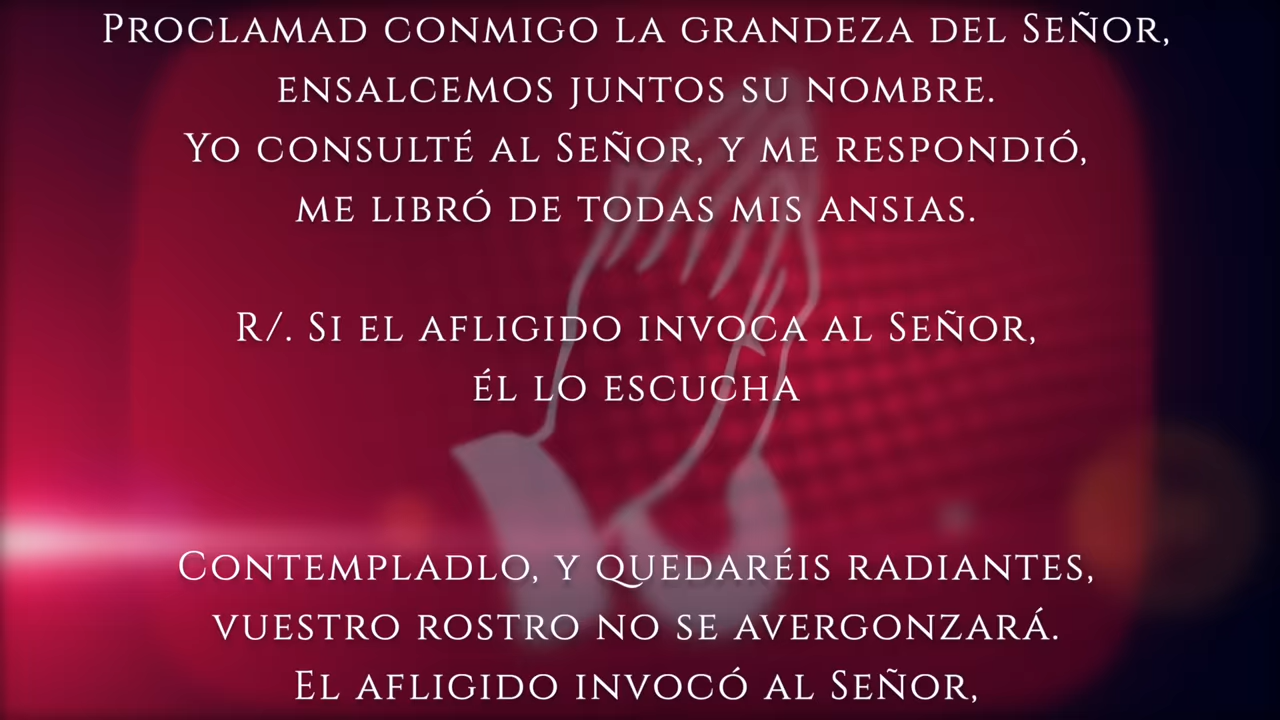 Proclamad conmigo la grandeza del Señor,
ensalcemos juntos su nombre.
Yo consulté al Señor, y me respondió,
me libró de todas mis ansias.
R/. Si el afligido invoca al Señor,
él lo escucha
Contempladlo, y quedaréis radiantes,
vuestro rostro no se avergonzará.
El afligido invocó al Señor,